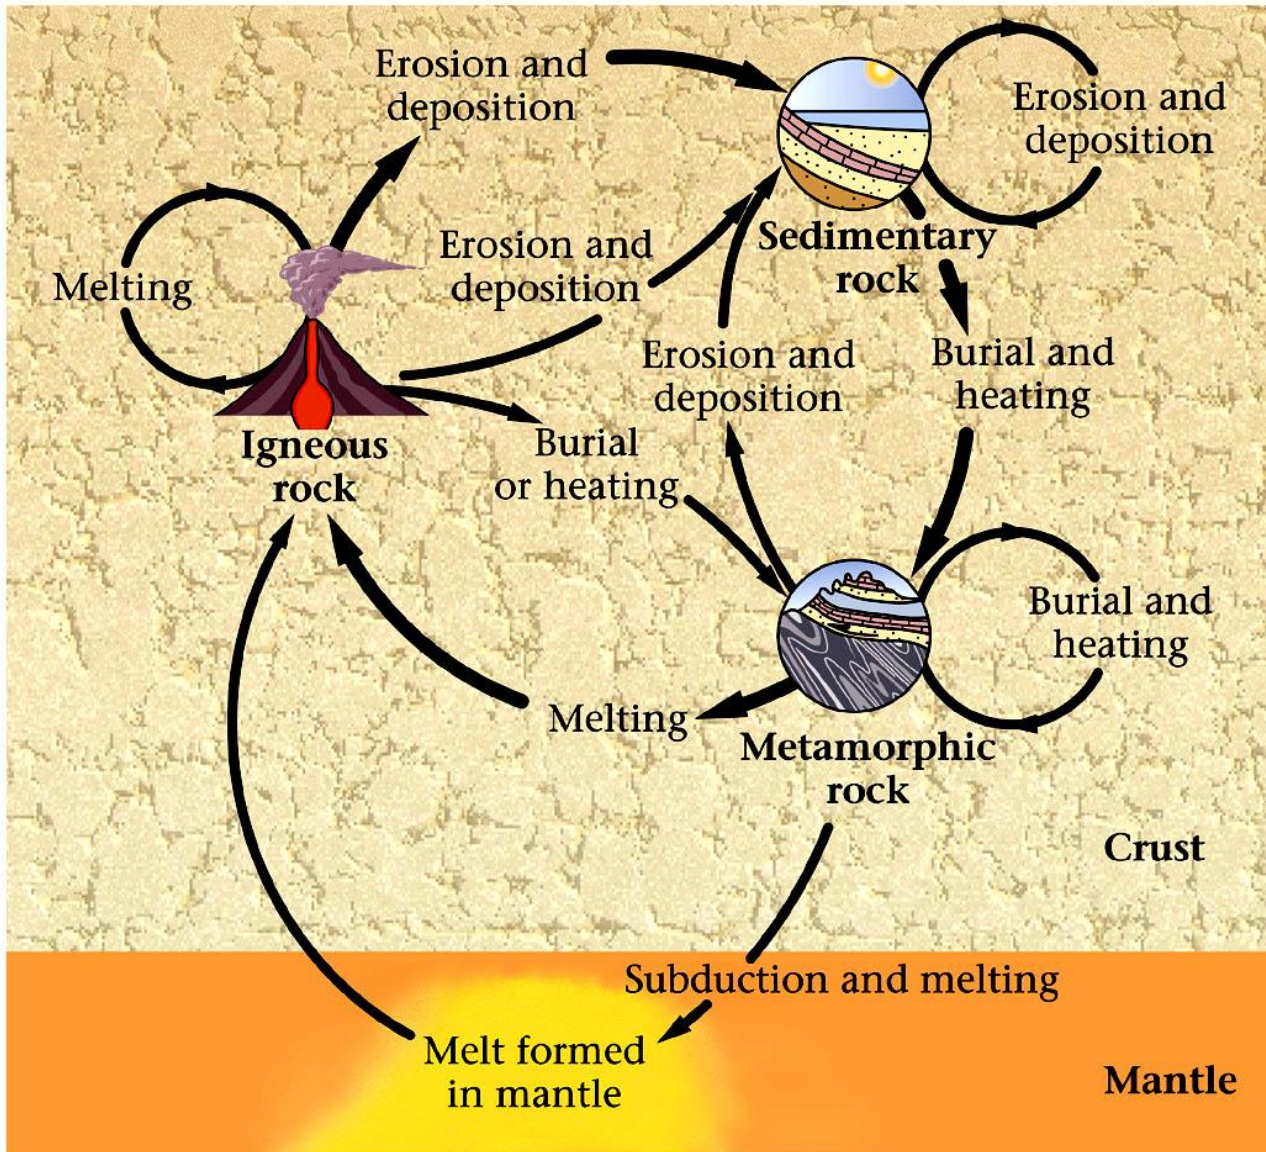 Erosion and
deposition
Erosion and
deposition
Melting
Erosion and
deposition
Sedimentary
rock
Erosion and
deposition
Burial and
heating
Igneous
rock
Burial
or heating
Burial and
heating
Melting
Metamorphic
rock
Crust
Subduction and melting
Melt formed
in mantle
Mantle